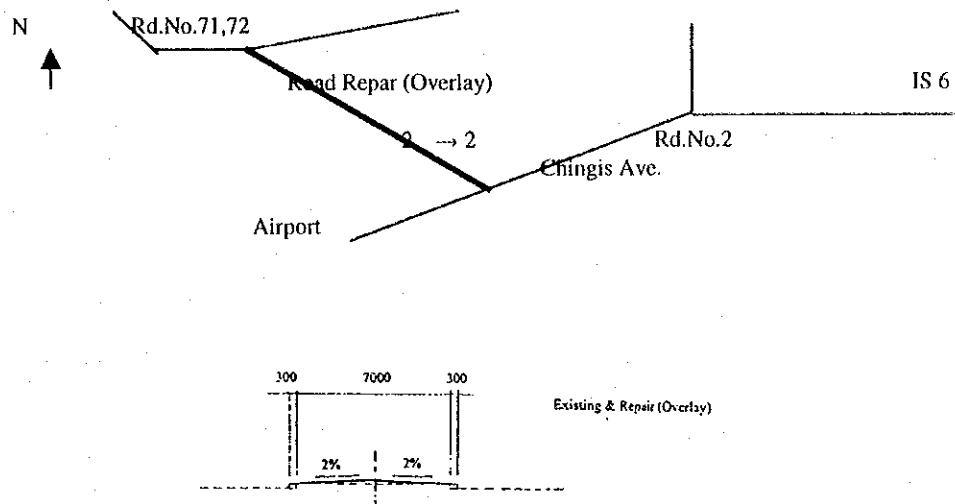 N
Rd.No.71,72
Road Repar (Overlay)
IS 6
2 → 2
Rd.No.2
Chingis Ave.
Airport
300 7000 300
Existing & Repair (Overlay)
2% 2%